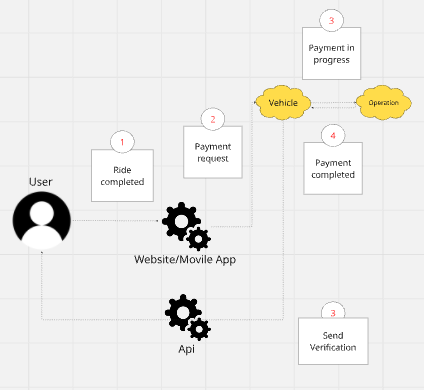 3
Payment in
progress
Vehicle
Operation
2
Payment
request
4
Payment
completed
1
Ride
completed
User
Website/Movile App
Api
3
Send
Verification